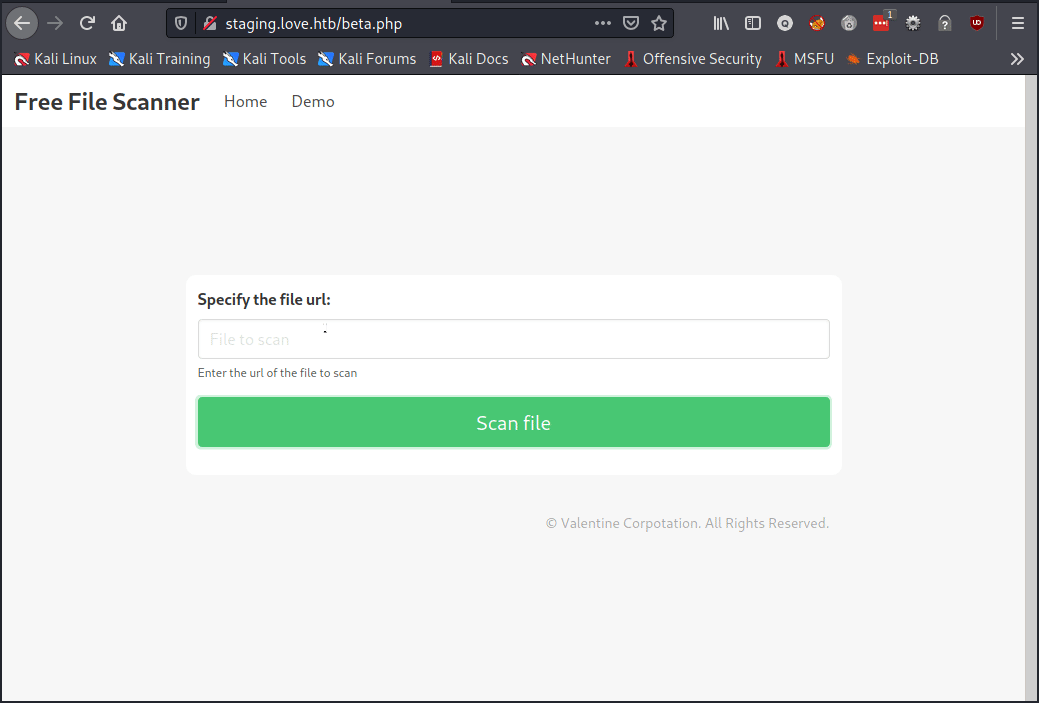 staging.love.htb/beta.php
1
Kali Linux Kali Training Kali Tools Kali Forums Kali Docs NetHunter Offensive Security MSFU Exploit-DB
Free File Scanner Home Demo
Specify the file url:
File to scan
Enter the url of the file to scan
Scan file
© Valentine Corpotation. All Rights Reserved.